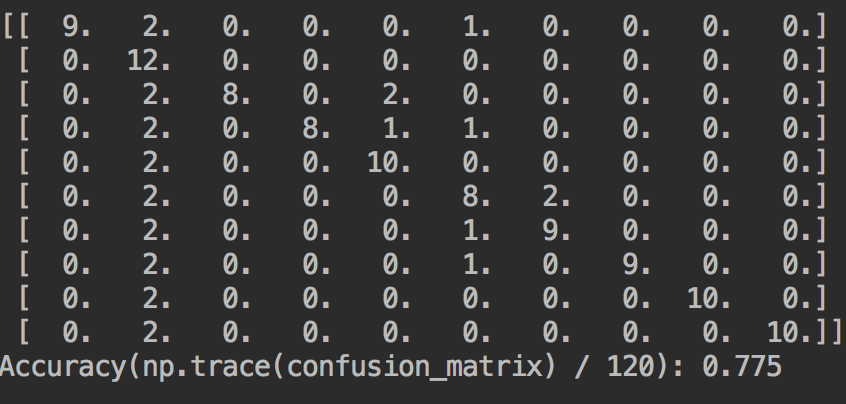 [[  9.   2.   0.   0.   0.   1.   0.   0.   0.   0.]
 [  0.  12.   0.   0.   0.   0.   0.   0.   0.   0.]
 [  0.   2.   8.   0.   2.   0.   0.   0.   0.   0.]
 [  0.   2.   0.   8.   1.   1.   0.   0.   0.   0.]
 [  0.   2.   0.   0.  10.   0.   0.   0.   0.   0.]
 [  0.   2.   0.   0.   0.   8.   2.   0.   0.   0.]
 [  0.   2.   0.   0.   0.   1.   9.   0.   0.   0.]
 [  0.   2.   0.   0.   0.   1.   0.   9.   0.   0.]
 [  0.   2.   0.   0.   0.   0.   0.   0.  10.   0.]
 [  0.   2.   0.   0.   0.   0.   0.   0.   0.  10.]]
Accuracy(np.trace(confusion_matrix) / 120): 0.775